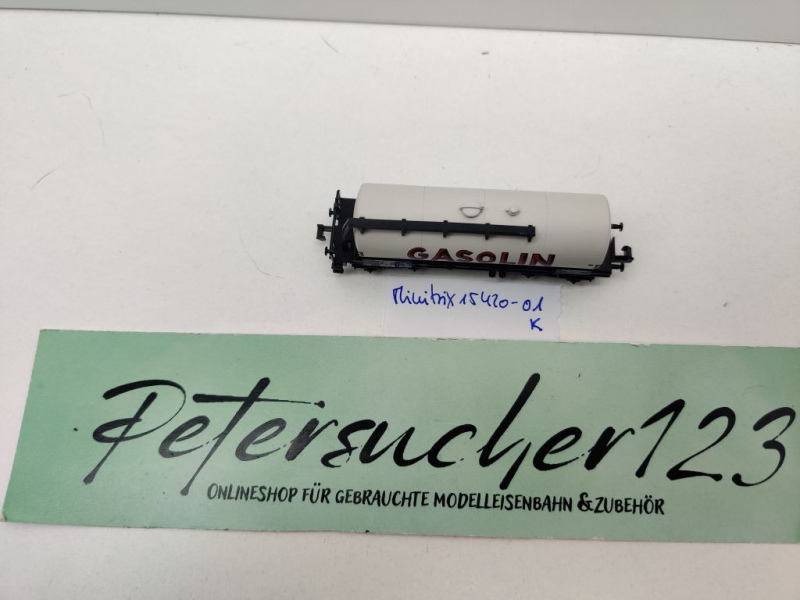 GASOLIN
Minitrix 15420-01
K
Petersucher123
ONLINESHOP FÜR GEBRAUCHTE MODELLEISENBAHN & ZUBEHÖR